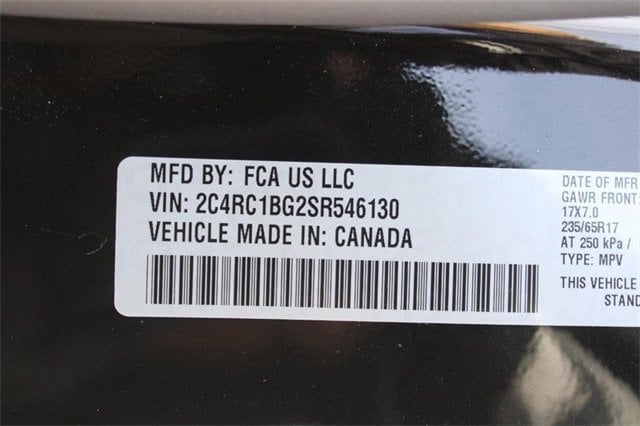 MFD BY: FCA US LLC
VIN: 2C4RC1BG2SR546130
VEHICLE MADE IN: CANADA
DATE OF MFR
GAWR FRONT:
17X7.0
235/65R17
AT 250 kPa /
TYPE: MPV
THIS VEHICLE
STAND